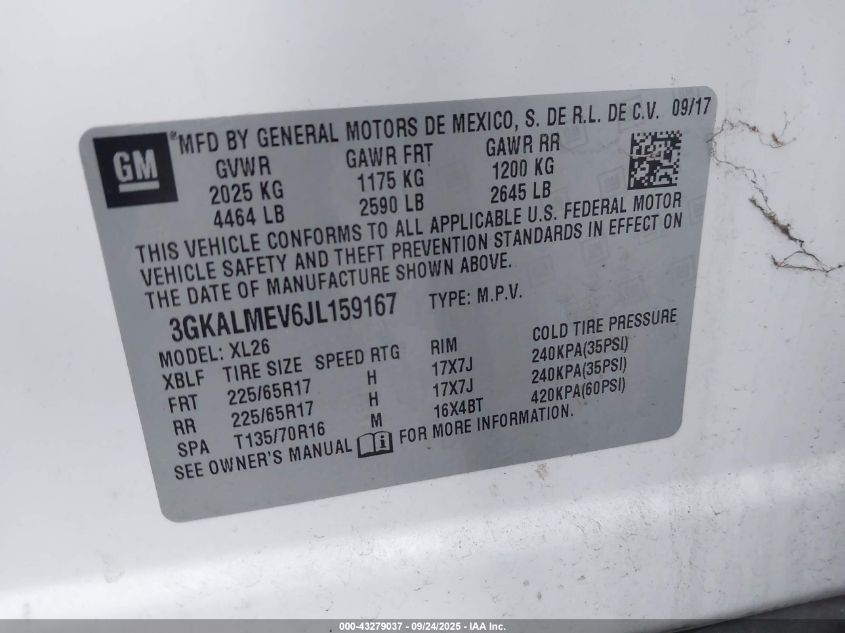 GM
MFD BY GENERAL MOTORS DE MEXICO, S. DE R.L. DE C.V. 09/17
GVWR GAWR FRT GAWR RR
2025 KG 1175 KG 1200 KG
4464 LB 2590 LB 2645 LB
THIS VEHICLE CONFORMS TO ALL APPLICABLE U.S. FEDERAL MOTOR
VEHICLE SAFETY AND THEFT PREVENTION STANDARDS IN EFFECT ON
THE DATE OF MANUFACTURE SHOWN ABOVE.
3GKALMEV6JL159167 TYPE: M.P.V.
MODEL: XL26
XBLF TIRE SIZE SPEED RTG RIM COLD TIRE PRESSURE
FRT 225/65R17 H 17X7J 240KPA(35PSI)
RR 225/65R17 H 17X7J 240KPA(35PSI)
SPA T135/70R16 M 16X4BT 420KPA(60PSI)
SEE OWNER'S MANUAL FOR MORE INFORMATION.
000-43279037 - 09/24/2025 - IAA Inc.